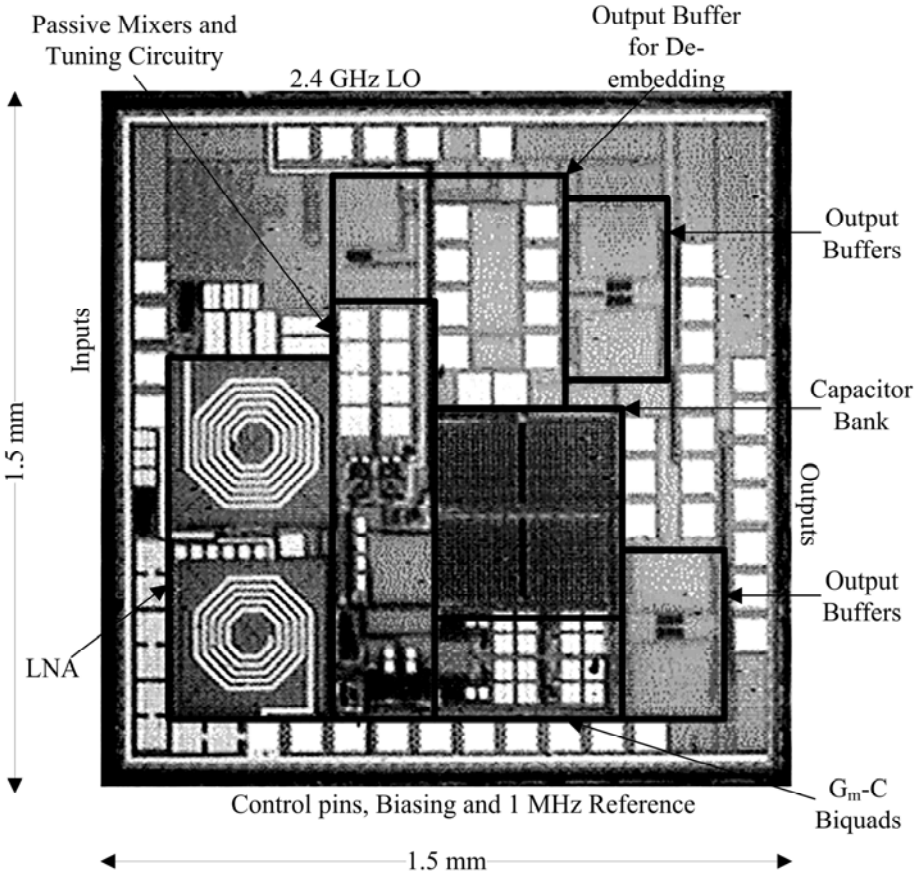 Passive Mixers and
Tuning Circuitry
2.4 GHz LO
Output Buffer
for De-
embedding
Output
Buffers
Inputs
1.5 mm
Capacitor
Bank
Outputs
Output
Buffers
LNA
Gm-C
Biquads
Control pins, Biasing and 1 MHz Reference
1.5 mm